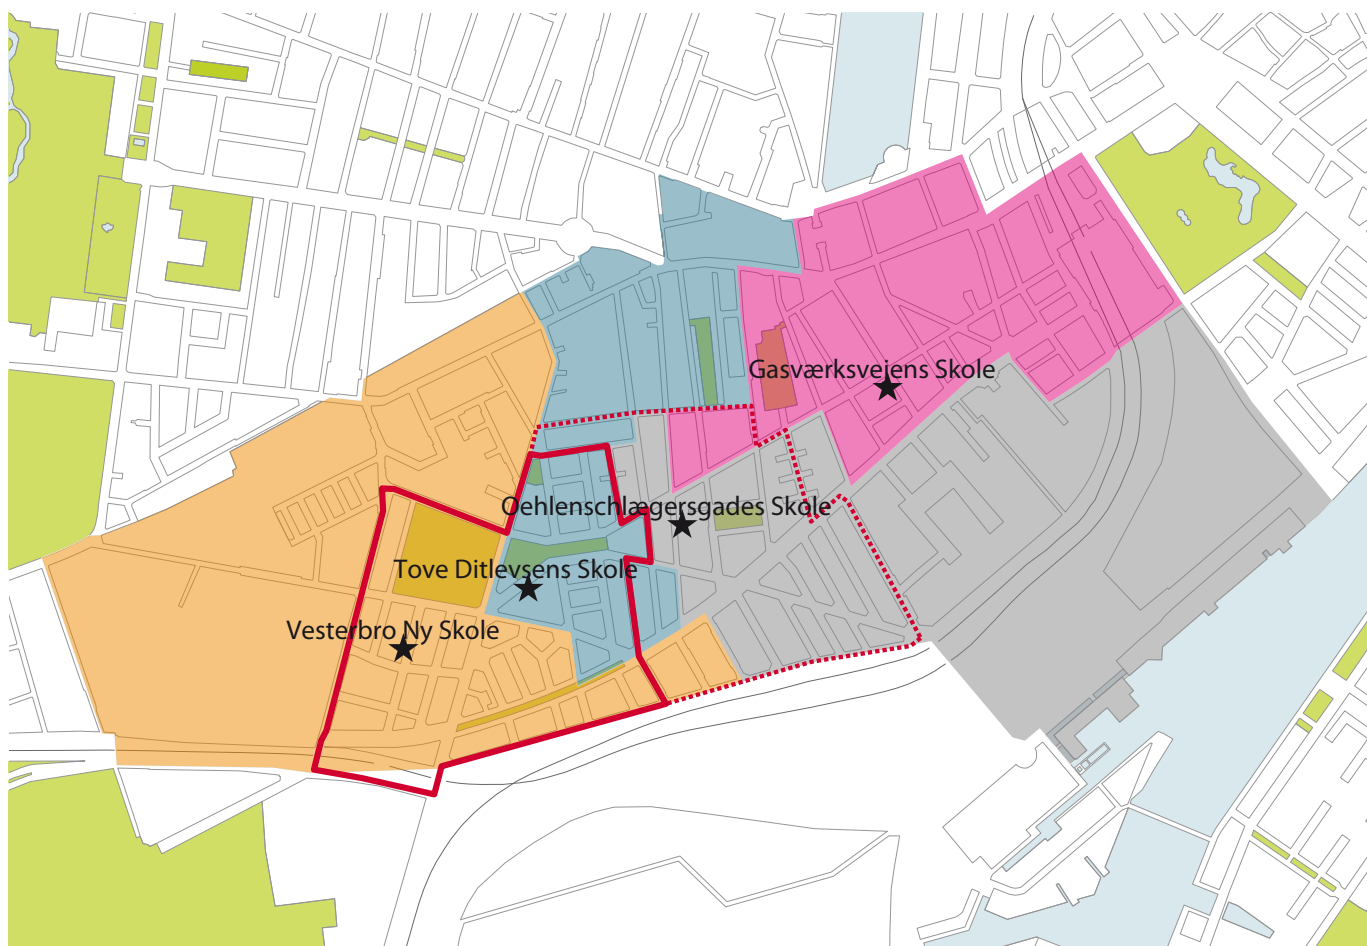 Gasværksvejens Skole
Oehlenschlægersgades Skole
Tove Ditlevsens Skole
Vesterbro Ny Skole